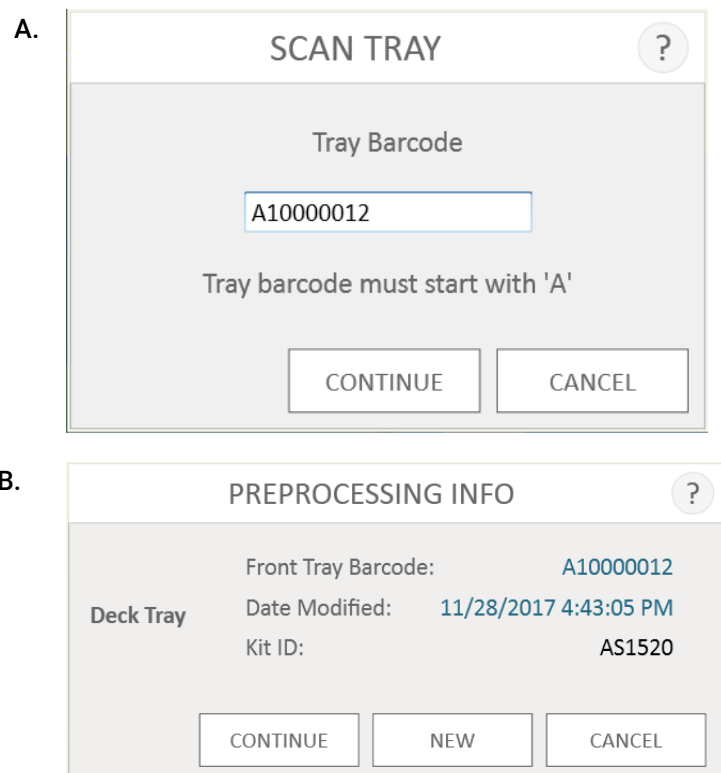 A.
SCAN TRAY ?
Tray Barcode
A10000012
Tray barcode must start with 'A'
CONTINUE CANCEL
B.
PREPROCESSING INFO ?
Front Tray Barcode: A10000012
Deck Tray Date Modified: 11/28/2017 4:43:05 PM
Kit ID: AS1520
CONTINUE NEW CANCEL